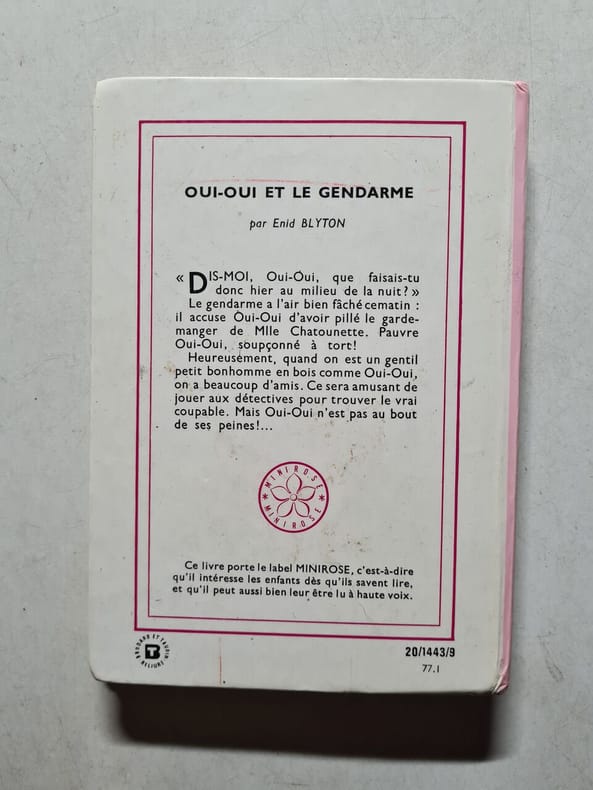 OUI-OUI ET LE GENDARME
par Enid BLYTON
« DIS-MOI, Oui-Oui, que faisais-tu
donc hier au milieu de la nuit? »
Le gendarme a l'air bien fâché ce matin :
il accuse Oui-Oui d'avoir pillé le garde-
manger de Mlle Chatounette. Pauvre
Oui-Oui, soupçonné à tort!
Heureusement, quand on est un gentil
petit bonhomme en bois comme Oui-Oui,
on a beaucoup d'amis. Ce sera amusant de
jouer aux détectives pour trouver le vrai
coupable. Mais Oui-Oui n'est pas au bout
de ses peines!...
MINIROSE
MINIROSE
Ce livre porte le label MINIROSE, c'est-à-dire
qu'il intéresse les enfants dès qu'ils savent lire,
et qu'il peut aussi bien leur être lu à haute voix.
BRODARD ET TAUPIN
RELIURE
20/1443/9
77.1